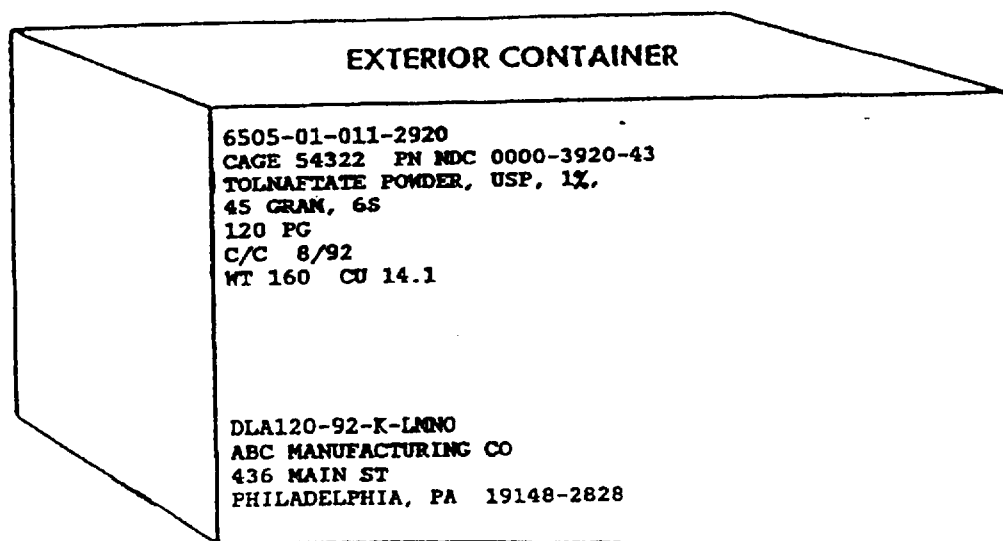 EXTERIOR CONTAINER
6505-01-011-2920
CAGE 54322 PN NDC 0000-3920-43
TOLNAFTATE POWDER, USP, 1%,
45 GRAM, 6S
120 PG
C/C 8/92
WT 160 CU 14.1
DLA120-92-K-LMNO
ABC MANUFACTURING CO
436 MAIN ST
PHILADELPHIA, PA 19148-2828